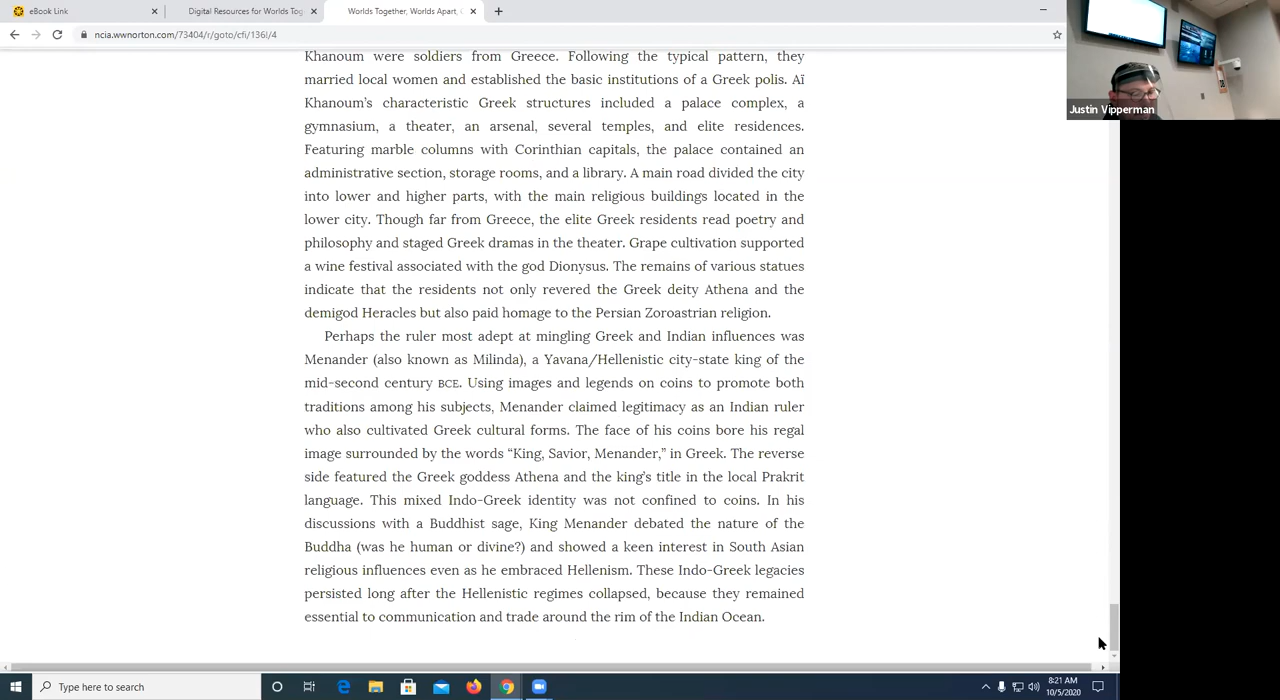 eBook Link
Digital Resources for Worlds Tog
Worlds Together, Worlds Apart,
ncia.wwnorton.com/73404/r/goto/cfi/136!/4
Justin Vipperman
Khanoum were soldiers from Greece. Following the typical pattern, they
married local women and established the basic institutions of a Greek polis. Aï
Khanoum's characteristic Greek structures included a palace complex, a
gymnasium, a theater, an arsenal, several temples, and elite residences.
Featuring marble columns with Corinthian capitals, the palace contained an
administrative section, storage rooms, and a library. A main road divided the city
into lower and higher parts, with the main religious buildings located in the
lower city. Though far from Greece, the elite Greek residents read poetry and
philosophy and staged Greek dramas in the theater. Grape cultivation supported
a wine festival associated with the god Dionysus. The remains of various statues
indicate that the residents not only revered the Greek deity Athena and the
demigod Heracles but also paid homage to the Persian Zoroastrian religion.
Perhaps the ruler most adept at mingling Greek and Indian influences was
Menander (also known as Milinda), a Yavana/Hellenistic city-state king of the
mid-second century BCE. Using images and legends on coins to promote both
traditions among his subjects, Menander claimed legitimacy as an Indian ruler
who also cultivated Greek cultural forms. The face of his coins bore his regal
image surrounded by the words “King, Savior, Menander,” in Greek. The reverse
side featured the Greek goddess Athena and the king's title in the local Prakrit
language. This mixed Indo-Greek identity was not confined to coins. In his
discussions with a Buddhist sage, King Menander debated the nature of the
Buddha (was he human or divine?) and showed a keen interest in South Asian
religious influences even as he embraced Hellenism. These Indo-Greek legacies
persisted long after the Hellenistic regimes collapsed, because they remained
essential to communication and trade around the rim of the Indian Ocean.
Type here to search
8:21 AM
10/5/2020